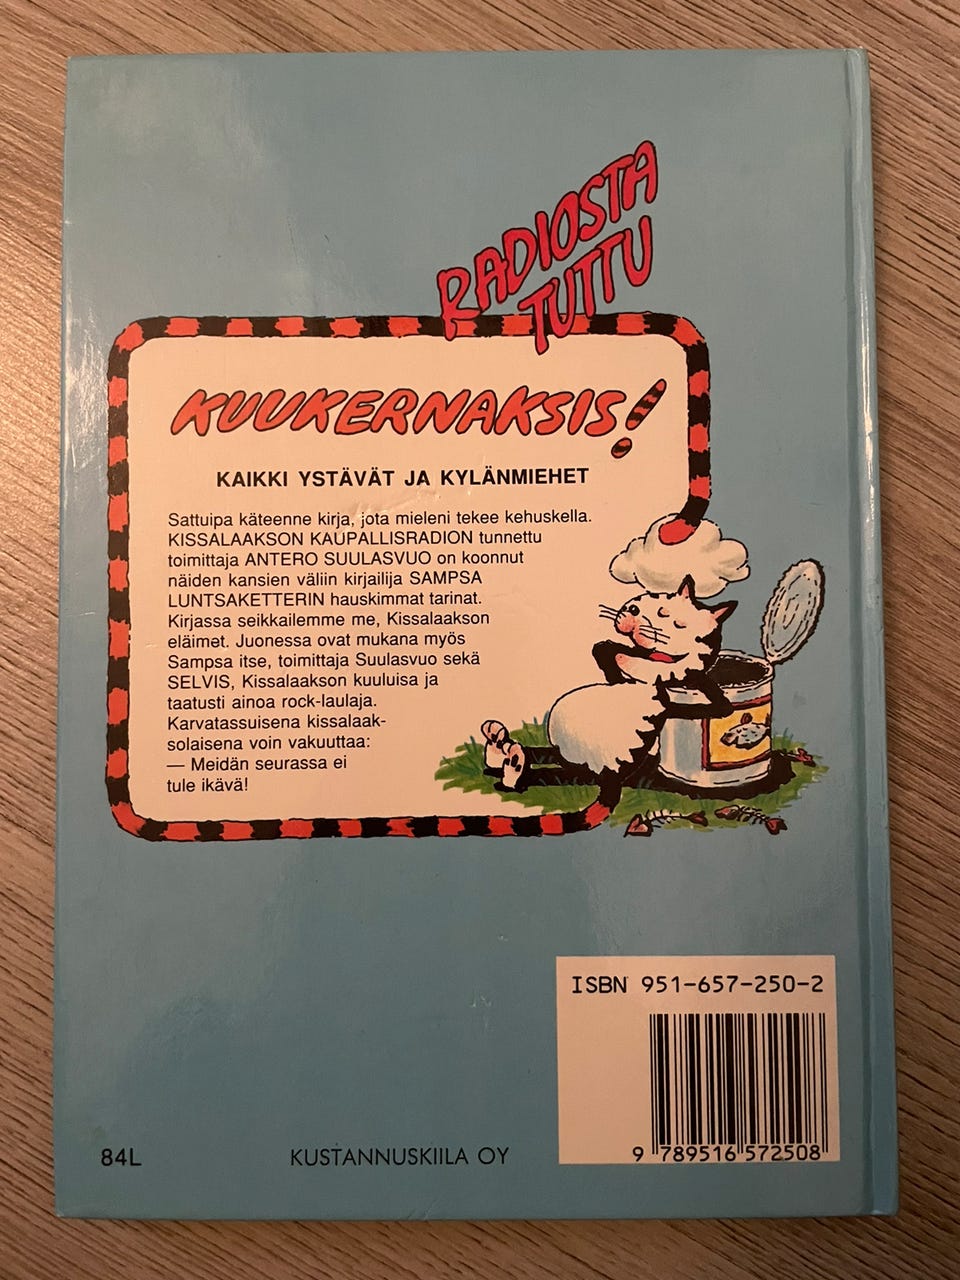 RADIOSTA
TUTTU
KUUKERNAKSIS!
KAIKKI YSTÄVÄT JA KYLÄNMIEHET
Sattuipa käteenne kirja, jota mieleni tekee kehuskella.
KISSALAAKSON KAUPALLISRADION tunnettu
toimittaja ANTERO SUULASVUO on koonnut
näiden kansien väliin kirjailija SAMPSA
LUNTSAKETTERIN hauskimmat tarinat.
Kirjassa seikkailemme me, Kissalaakson
eläimet. Juonessa ovat mukana myös
Sampsa itse, toimittaja Suulasvuo sekä
SELVIS, Kissalaakson kuuluisa ja
taatusti ainoa rock-laulaja.
Karvatassuisena kissalaak-
solaisena voin vakuuttaa:
— Meidän seurassa ei
tule ikävä!
ISBN 951-657-250-2
9 789516 572508
84L
KUSTANNUSKIILA OY